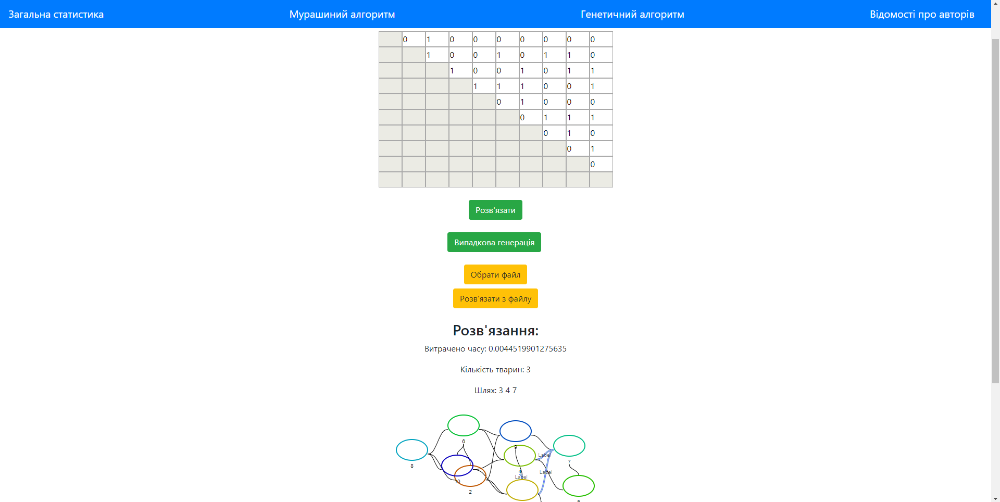 Загальна статистика Мурашиний алгоритм Генетичний алгоритм Відомості про авторів
0 1 0 0 0 0 0 0 0
1 0 0 1 0 1 1 0
1 0 0 1 0 1 1
1 1 1 0 0 1
0 1 0 0 0
0 1 1 1
0 1 0
0 1
0
Розв'язати
Випадкова генерація
Обрати файл
Розв'язати з файлу
Розв'язання:
Витрачено часу: 0.0044519901275635
Кількість тварин: 3
Шлях: 3 4 7
6
9
Label
7
8
4
Label
Label
10
2